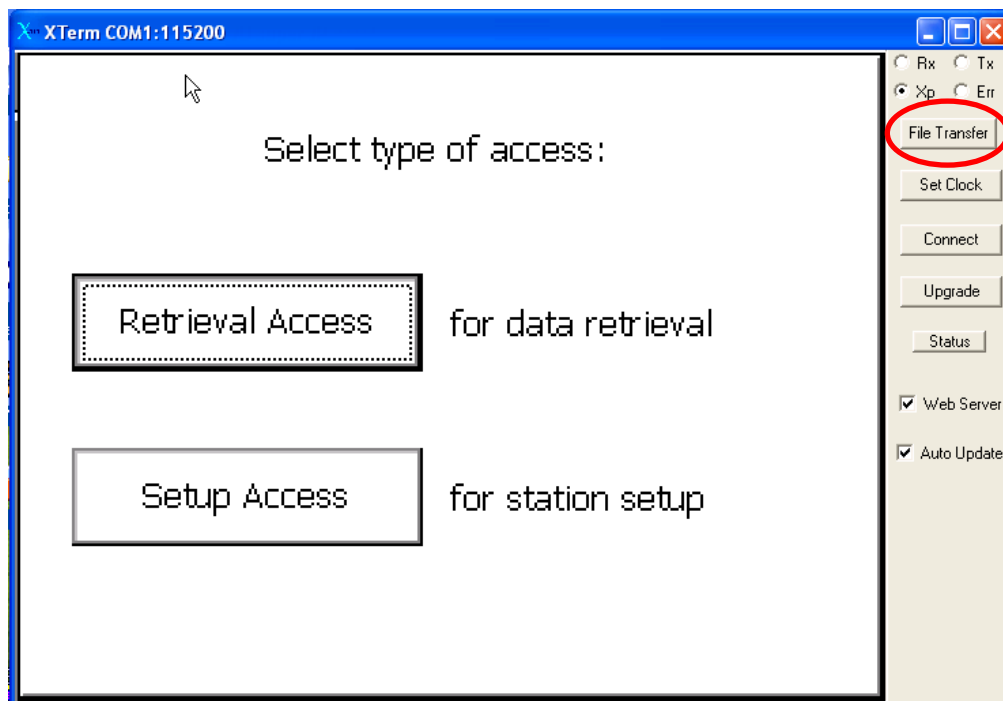 XTerm COM1:115200
Rx Tx
Xp Err
File Transfer
Set Clock
Connect
Upgrade
Status
Web Server
Auto Update
Select type of access:
Retrieval Access for data retrieval
Setup Access for station setup